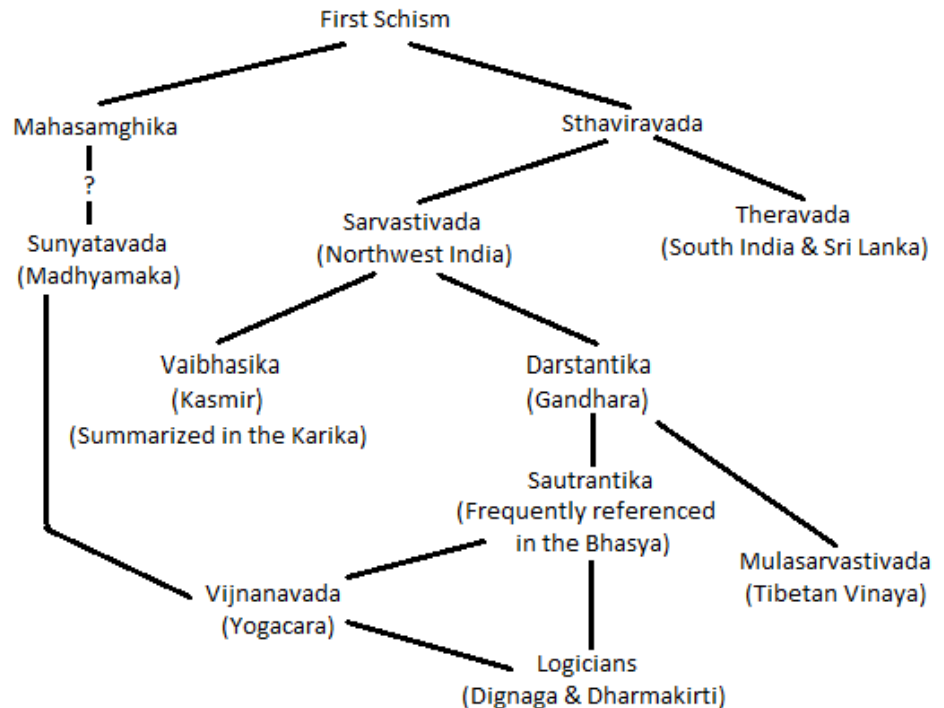 First Schism
Mahasamghika
Sthaviravada
?
Sarvastivada
(Northwest India)
Theravada
(South India & Sri Lanka)
Sunyatavada
(Madhyamaka)
Vaibhasika
(Kasmir)
(Summarized in the Karika)
Darstantika
(Gandhara)
Sautrantika
(Frequently referenced
in the Bhasya)
Mulasarvastivada
(Tibetan Vinaya)
Vijnanavada
(Yogacara)
Logicians
(Dignaga & Dharmakirti)